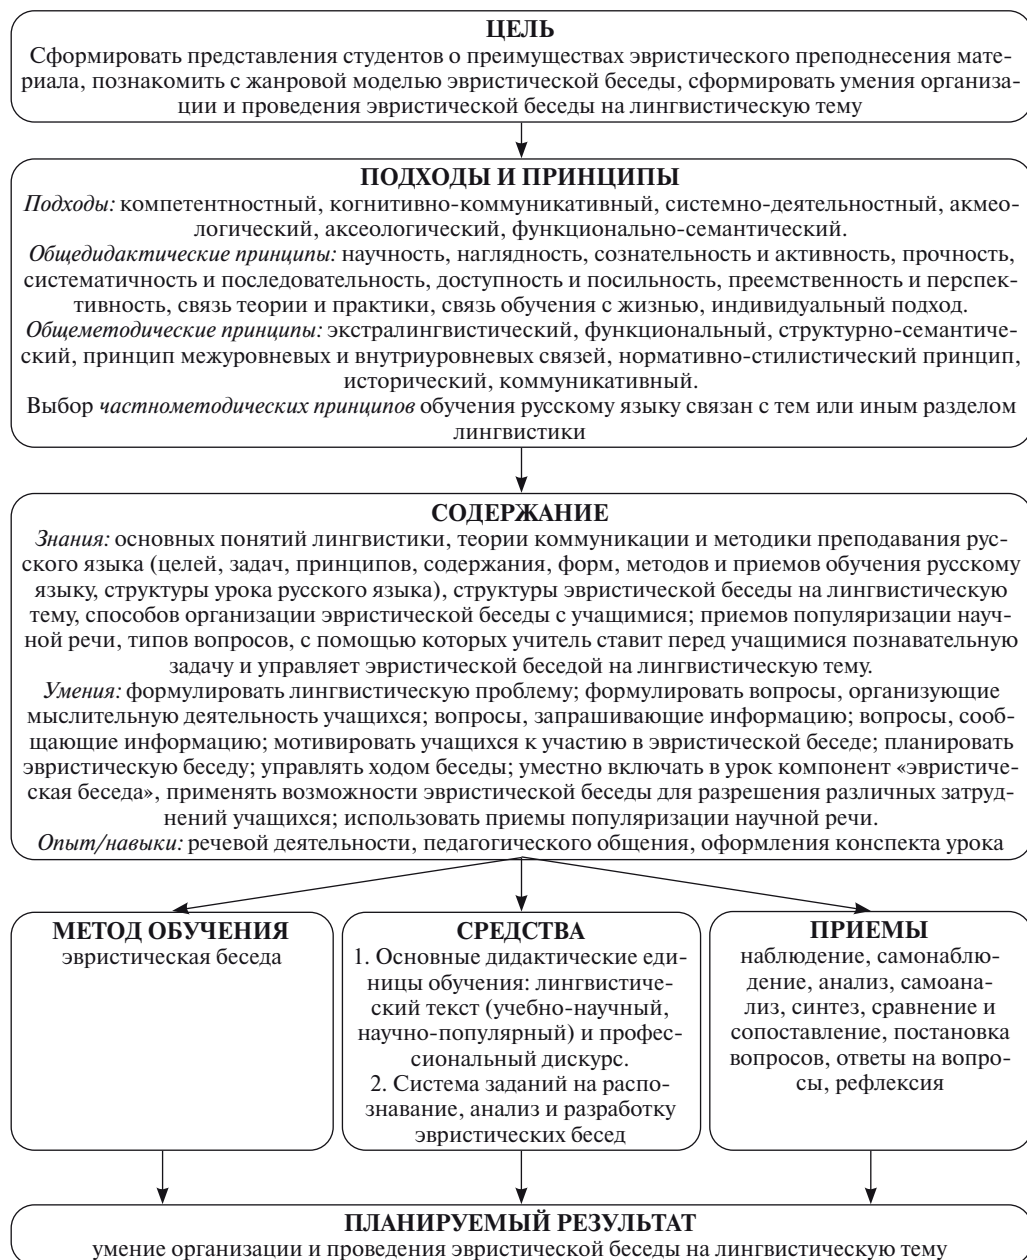 ЦЕЛЬ
Сформировать представления студентов о преимуществах эвристического преподнесения мате-
риала, познакомить с жанровой моделью эвристической беседы, сформировать умения организа-
ции и проведения эвристической беседы на лингвистическую тему
ПОДХОДЫ И ПРИНЦИПЫ
Подходы: компетентностный, когнитивно-коммуникативный, системно-деятельностный, акмео-
логический, аксеологический, функционально-семантический.
Общедидактические принципы: научность, наглядность, сознательность и активность, прочность,
систематичность и последовательность, доступность и посильность, преемственность и перспек-
тивность, связь теории и практики, связь обучения с жизнью, индивидуальный подход.
Общеметодические принципы: экстралингвистический, функциональный, структурно-семантиче-
ский, принцип межуровневых и внутриуровневых связей, нормативно-стилистический принцип,
исторический, коммуникативный.
Выбор частнометодических принципов обучения русскому языку связан с тем или иным разделом
лингвистики
СОДЕРЖАНИЕ
Знания: основных понятий лингвистики, теории коммуникации и методики преподавания рус-
ского языка (целей, задач, принципов, содержания, форм, методов и приемов обучения русскому
языку, структуры урока русского языка), структуры эвристической беседы на лингвистическую
тему, способов организации эвристической беседы с учащимися; приемов популяризации науч-
ной речи, типов вопросов, с помощью которых учитель ставит перед учащимися познавательную
задачу и управляет эвристической беседой на лингвистическую тему.
Умения: формулировать лингвистическую проблему; формулировать вопросы, организующие
мыслительную деятельность учащихся; вопросы, запрашивающие информацию; вопросы, сооб-
щающие информацию; мотивировать учащихся к участию в эвристической беседе; планировать
эвристическую беседу; управлять ходом беседы; уместно включать в урок компонент «эвристиче-
ская беседа», применять возможности эвристической беседы для разрешения различных затруд-
нений учащихся; использовать приемы популяризации научной речи.
Опыт/навыки: речевой деятельности, педагогического общения, оформления конспекта урока
МЕТОД ОБУЧЕНИЯ
эвристическая беседа
СРЕДСТВА
1. Основные дидактические еди-
ницы обучения: лингвистиче-
ский текст (учебно-научный,
научно-популярный) и профес-
сиональный дискурс.
2. Система заданий на распо-
знавание, анализ и разработку
эвристических бесед
ПРИЕМЫ
наблюдение, самонаблю-
дение, анализ, самоана-
лиз, синтез, сравнение и
сопоставление, постановка
вопросов, ответы на вопро-
сы, рефлексия
ПЛАНИРУЕМЫЙ РЕЗУЛЬТАТ
умение организации и проведения эвристической беседы на лингвистическую тему